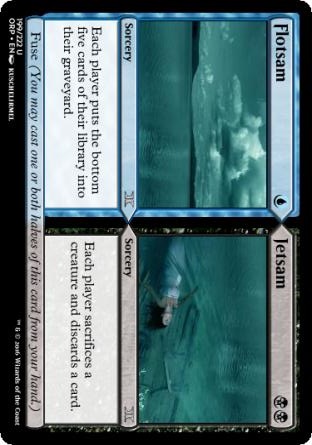 Flotsam
Sorcery
Each player puts the bottom
five cards of their library into
their graveyard.
Jetsam
Sorcery
Each player sacrifices a
creature and discards a card.
Fuse (You may cast one or both halves of this card from your hand.)
199/222 U
ORP • EN KUSCHELIRMEL
™ & © 2016 Wizards of the Coast